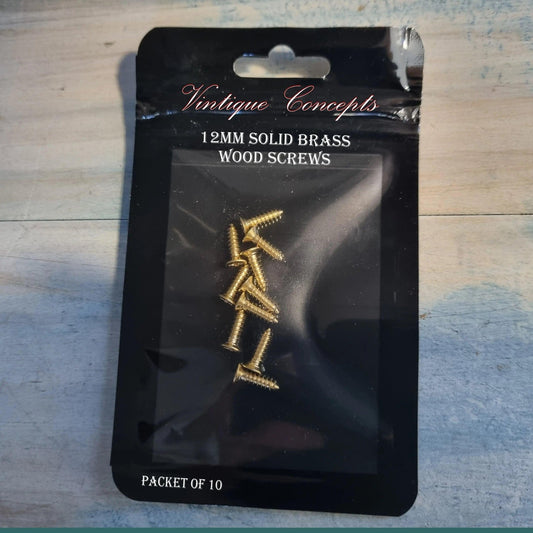 Vintique Concepts
12MM SOLID BRASS
WOOD SCREWS
PACKET OF 10